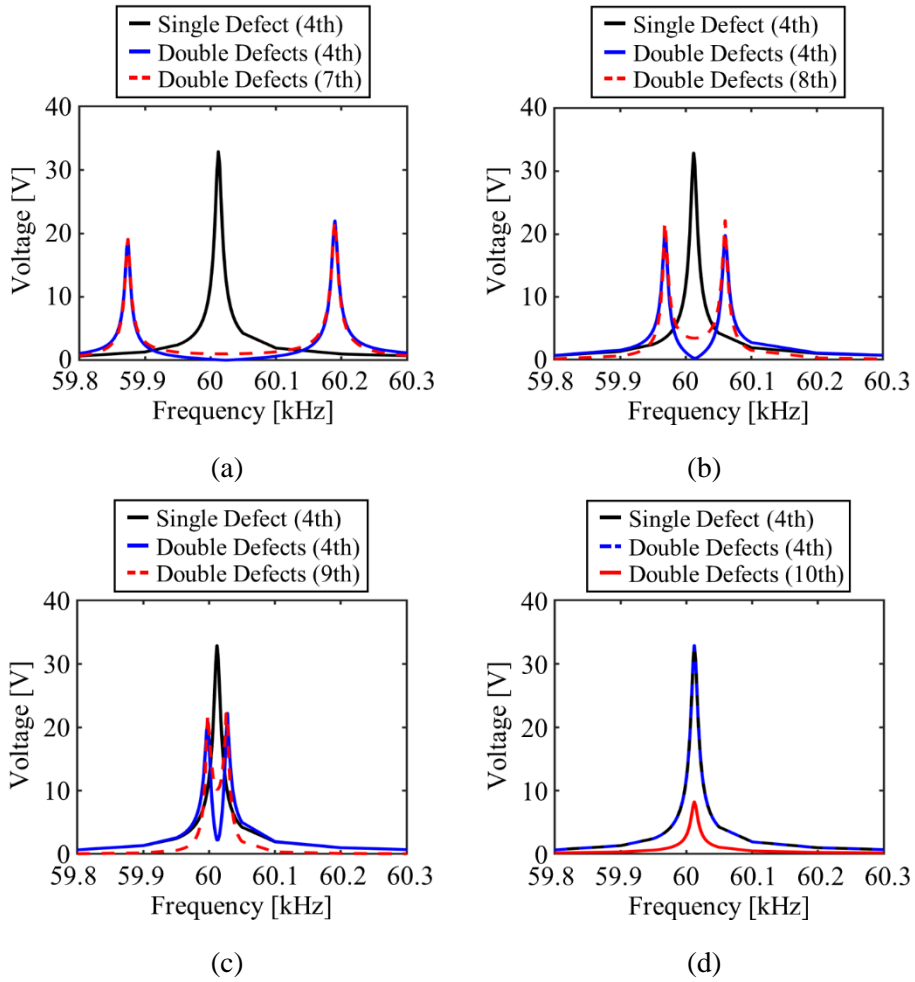 Single Defect (4th)
Double Defects (4th)
Double Defects (7th)
40
30
20
10
0
Voltage [V]
59.8 59.9 60 60.1 60.2 60.3
Frequency [kHz]
(a)
Single Defect (4th)
Double Defects (4th)
Double Defects (8th)
40
30
20
10
0
Voltage [V]
59.8 59.9 60 60.1 60.2 60.3
Frequency [kHz]
(b)
Single Defect (4th)
Double Defects (4th)
Double Defects (9th)
40
30
20
10
0
Voltage [V]
59.8 59.9 60 60.1 60.2 60.3
Frequency [kHz]
(c)
Single Defect (4th)
Double Defects (4th)
Double Defects (10th)
40
30
20
10
0
Voltage [V]
59.8 59.9 60 60.1 60.2 60.3
Frequency [kHz]
(d)